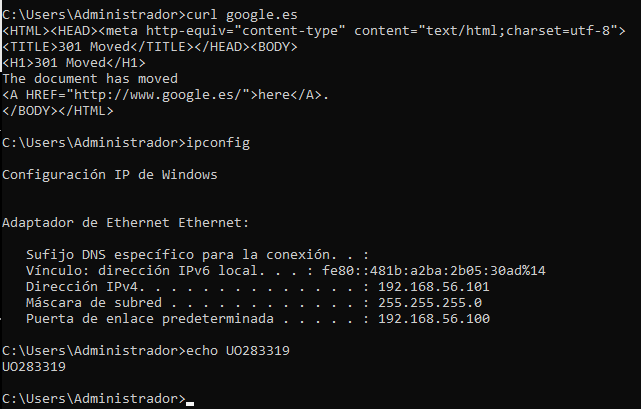 C:\Users\Administrador>curl google.es
<HTML><HEAD><meta http-equiv="content-type" content="text/html;charset=utf-8">
<TITLE>301 Moved</TITLE></HEAD><BODY>
<H1>301 Moved</H1>
The document has moved
<A HREF="http://www.google.es/">here</A>.
</BODY></HTML>
C:\Users\Administrador>ipconfig
Configuración IP de Windows
Adaptador de Ethernet Ethernet:
Sufijo DNS específico para la conexión. . :
Vínculo: dirección IPv6 local. . . : fe80::481b:a2ba:2b05:30ad%14
Dirección IPv4. . . . . . . . . . . . . . : 192.168.56.101
Máscara de subred . . . . . . . . . . . . : 255.255.255.0
Puerta de enlace predeterminada . . . . . : 192.168.56.100
C:\Users\Administrador>echo UO283319
UO283319
C:\Users\Administrador>